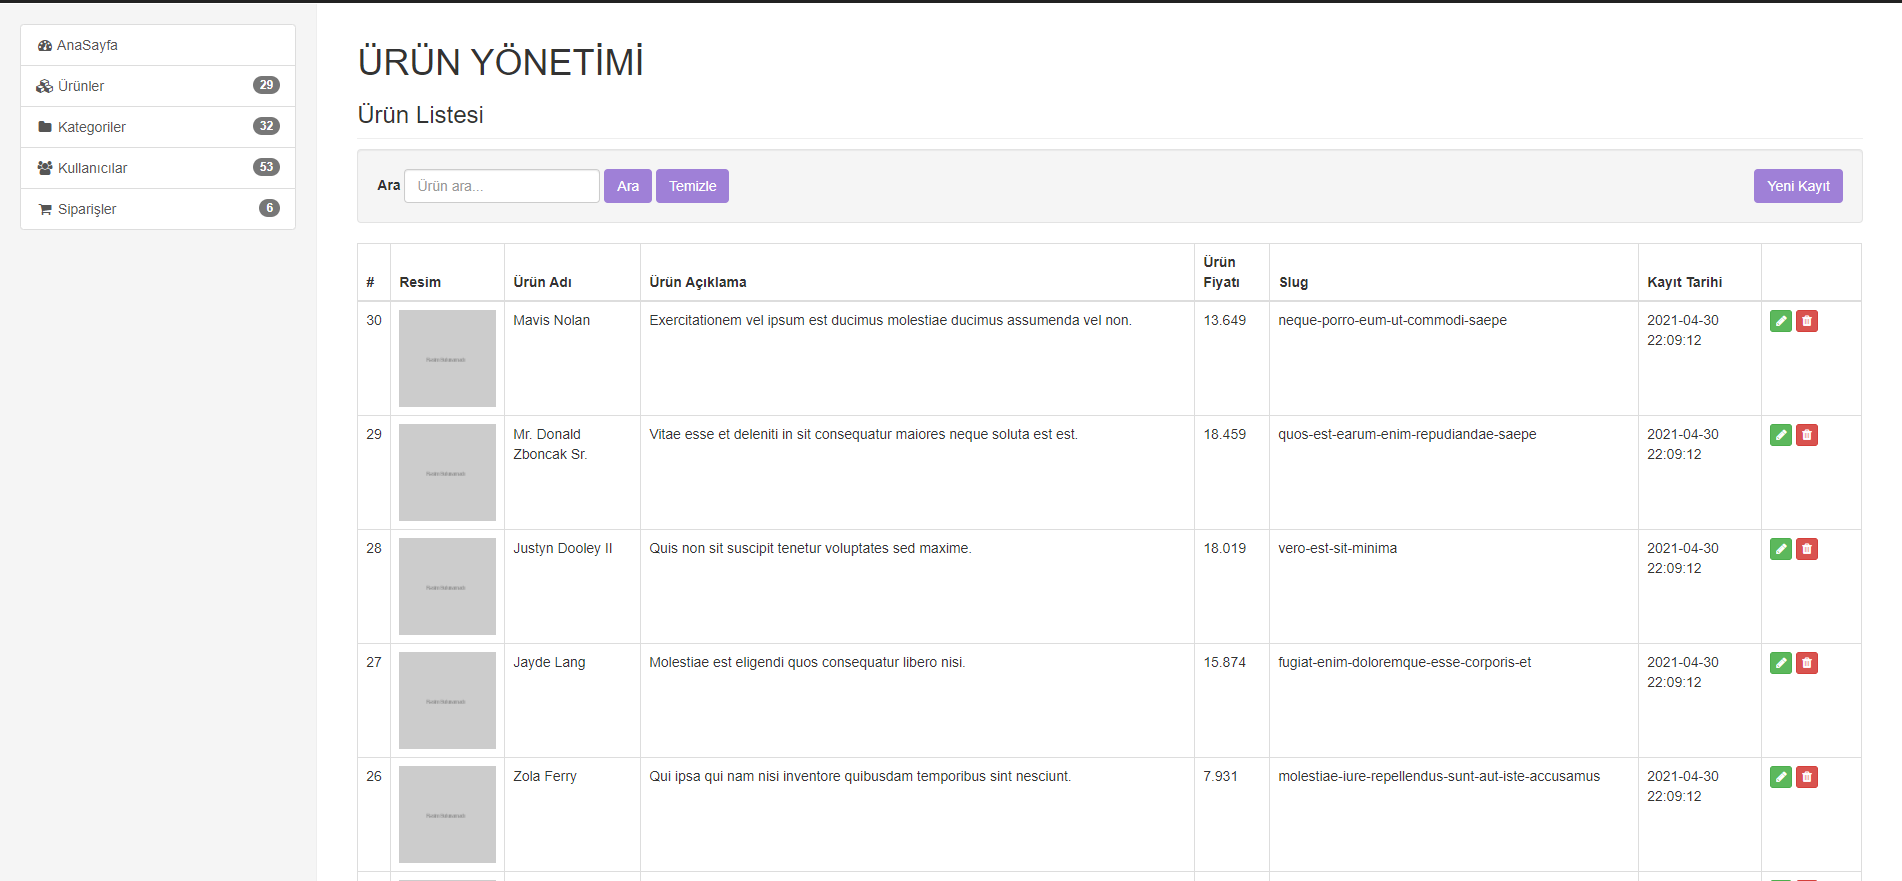 AnaSayfa
Ürünler 29
Kategoriler 32
Kullanıcılar 53
Siparişler 6
ÜRÜN YÖNETİMİ
Ürün Listesi
Ara Ürün ara... Ara Temizle Yeni Kayıt
# Resim Ürün Adı Ürün Açıklama Ürün Fiyatı Slug Kayıt Tarihi
30 Mavis Nolan Exercitationem vel ipsum est ducimus molestiae ducimus assumenda vel non. 13.649 neque-porro-eum-ut-commodi-saepe 2021-04-30
22:09:12
29 Mr. Donald Vitae esse et deleniti in sit consequatur maiores neque soluta est est. 18.459 quos-est-earum-enim-repudiandae-saepe 2021-04-30
Zboncak Sr. 22:09:12
28 Justyn Dooley II Quis non sit suscipit tenetur voluptates sed maxime. 18.019 vero-est-sit-minima 2021-04-30
22:09:12
27 Jayde Lang Molestiae est eligendi quos consequatur libero nisi. 15.874 fugiat-enim-doloremque-esse-corporis-et 2021-04-30
22:09:12
26 Zola Ferry Qui ipsa qui nam nisi inventore quibusdam temporibus sint nesciunt. 7.931 molestiae-iure-repellendus-sunt-aut-iste-accusamus 2021-04-30
22:09:12